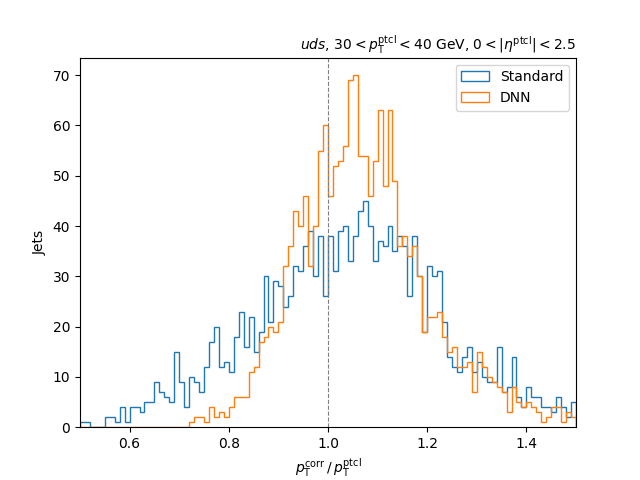 uds, 30 < p_T^ptcl < 40 GeV, 0 < |η^ptcl| < 2.5
Standard
DNN
Jets
70
60
50
40
30
20
10
0
0.6 0.8 1.0 1.2 1.4
p_T^corr / p_T^ptcl